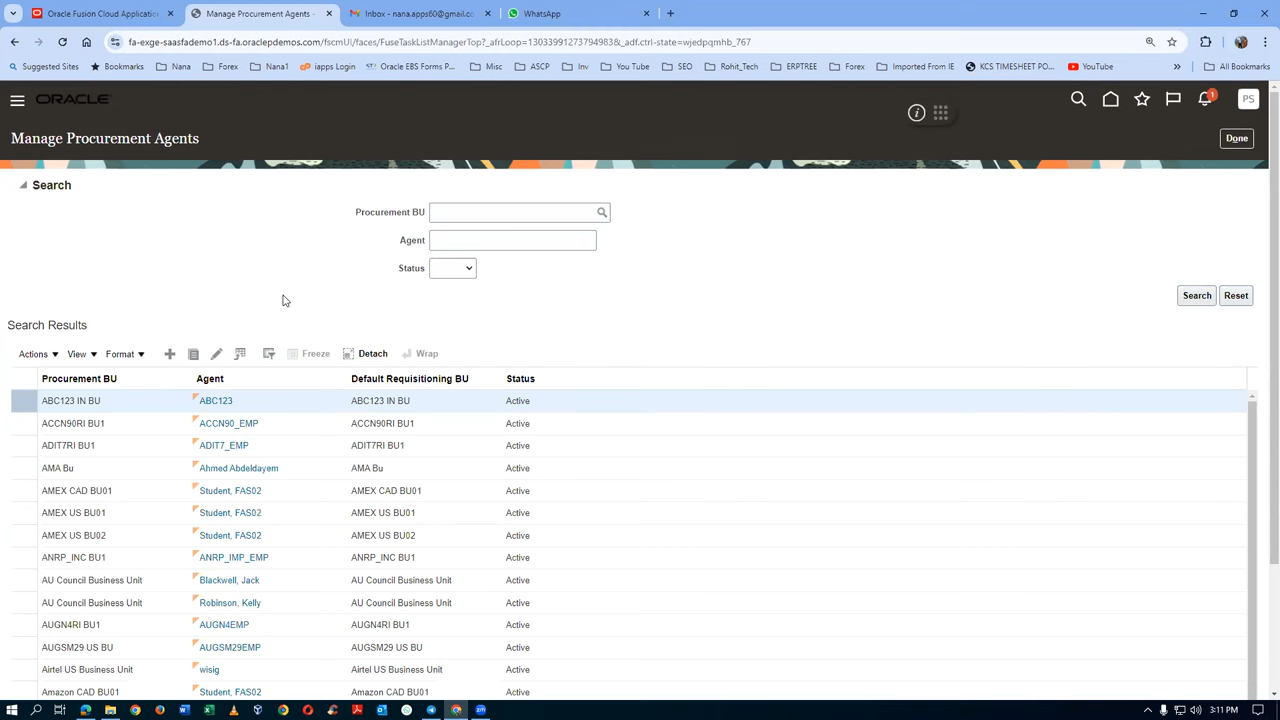 Oracle Fusion Cloud Application
Manage Procurement Agents -
Inbox - nana.apps60@gmail.co
WhatsApp
fa-exge-saasfademo1.ds-fa.oraclepdemos.com/fscmUI/faces/FuseTaskListManagerTop?_afrLoop=13033991273794983&_adf.ctrl-state=wjedpqmhb_767
Suggested Sites
Bookmarks
Nana
Forex
Nana1
iapps Login
Oracle EBS Forms P...
Misc
ASCP
Inv
You Tube
SEO
Rohit_Tech
ERPTREE
Forex
Imported From IE
KCS TIMESHEET PO...
YouTube
All Bookmarks
ORACLE
1
PS
Manage Procurement Agents
Done
Search
Procurement BU
Agent
Status
Search Reset
Search Results
Actions View Format Freeze Detach Wrap
Procurement BU Agent Default Requisitioning BU Status
ABC123 IN BU ABC123 ABC123 IN BU Active
ACCN90RI BU1 ACCN90_EMP ACCN90RI BU1 Active
ADIT7RI BU1 ADIT7_EMP ADIT7RI BU1 Active
AMA Bu Ahmed Abdeldayem AMA Bu Active
AMEX CAD BU01 Student, FAS02 AMEX CAD BU01 Active
AMEX US BU01 Student, FAS02 AMEX US BU01 Active
AMEX US BU02 Student, FAS02 AMEX US BU02 Active
ANRP_INC BU1 ANRP_IMP_EMP ANRP_INC BU1 Active
AU Council Business Unit Blackwell, Jack AU Council Business Unit Active
AU Council Business Unit Robinson, Kelly AU Council Business Unit Active
AUGN4RI BU1 AUGN4EMP AUGN4RI BU1 Active
AUGSM29 US BU AUGSM29EMP AUGSM29 US BU Active
Airtel US Business Unit wisig Airtel US Business Unit Active
Amazon CAD BU01 Student, FAS02 Amazon CAD BU01 Active
3:11 PM